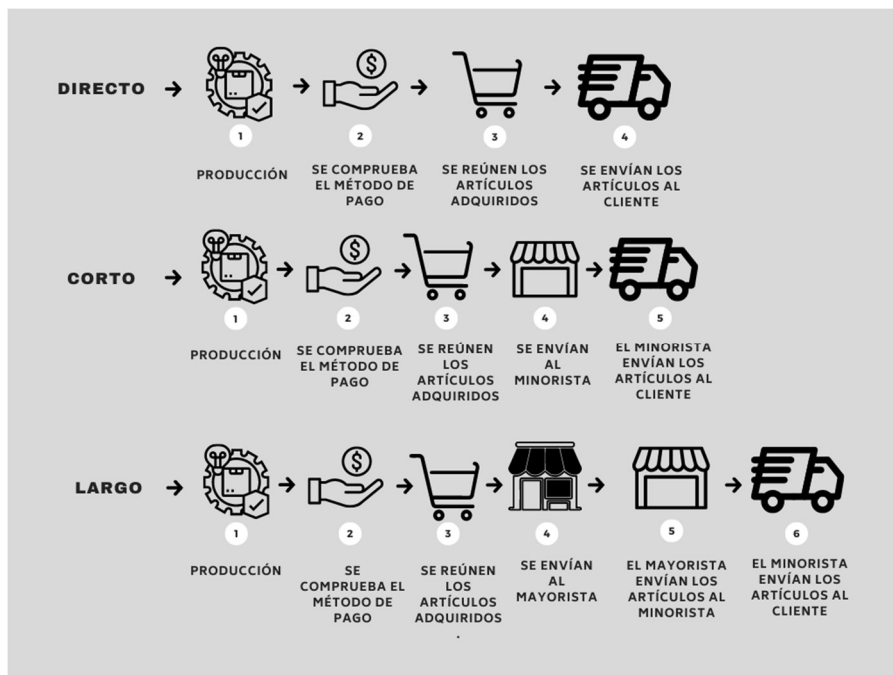 DIRECTO
$
1
2
3
4
PRODUCCIÓN
SE COMPRUEBA
EL MÉTODO DE
PAGO
SE REÚNEN LOS
ARTÍCULOS
ADQUIRIDOS
SE ENVÍAN LOS
ARTÍCULOS AL
CLIENTE
CORTO
$
1
2
3
4
5
PRODUCCIÓN
SE COMPRUEBA
EL MÉTODO DE
PAGO
SE REÚNEN
LOS
ARTÍCULOS
ADQUIRIDOS
SE ENVÍAN
AL
MINORISTA
EL MINORISTA
ENVÍAN LOS
ARTÍCULOS AL
CLIENTE
LARGO
$
1
2
3
4
5
6
PRODUCCIÓN
SE
COMPRUEBA EL
MÉTODO DE
PAGO
SE REÚNEN
LOS
ARTÍCULOS
ADQUIRIDOS
.
SE ENVÍAN
AL
MAYORISTA
EL MAYORISTA
ENVÍAN LOS
ARTÍCULOS AL
MINORISTA
EL MINORISTA
ENVÍAN LOS
ARTÍCULOS AL
CLIENTE